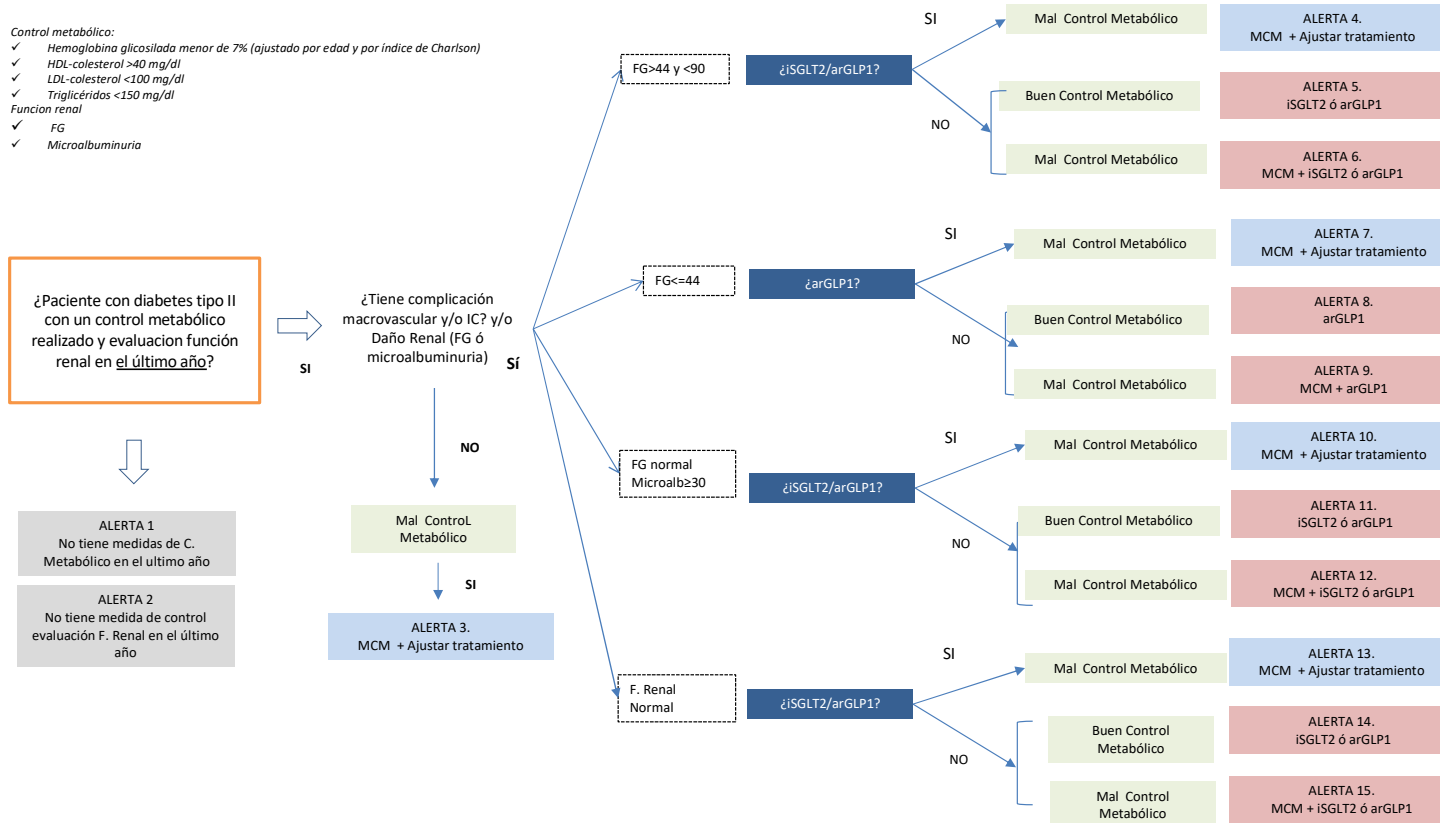 Control metabólico:
✓ Hemoglobina glicosilada menor de 7% (ajustado por edad y por índice de Charlson)
✓ HDL-colesterol >40 mg/dl
✓ LDL-colesterol <100 mg/dl
✓ Triglicéridos <150 mg/dl
Funcion renal
✓ FG
✓ Microalbuminuria
¿Paciente con diabetes tipo II
con un control metabólico
realizado y evaluacion función
renal en el último año?
SI
ALERTA 1
No tiene medidas de C.
Metabólico en el ultimo año
ALERTA 2
No tiene medida de control
evaluación F. Renal en el último
año
¿Tiene complicación
macrovascular y/o IC? y/o
Daño Renal (FG ó
microalbuminuria)
Sí
NO
Mal ControL
Metabólico
SI
ALERTA 3.
MCM + Ajustar tratamiento
FG>44 y <90
¿iSGLT2/arGLP1?
SI
Mal Control Metabólico
ALERTA 4.
MCM + Ajustar tratamiento
NO
Buen Control Metabólico
ALERTA 5.
iSGLT2 ó arGLP1
Mal Control Metabólico
ALERTA 6.
MCM + iSGLT2 ó arGLP1
FG<=44
¿arGLP1?
SI
Mal Control Metabólico
ALERTA 7.
MCM + Ajustar tratamiento
NO
Buen Control Metabólico
ALERTA 8.
arGLP1
Mal Control Metabólico
ALERTA 9.
MCM + arGLP1
FG normal
Microalb≥30
¿iSGLT2/arGLP1?
SI
Mal Control Metabólico
ALERTA 10.
MCM + Ajustar tratamiento
NO
Buen Control Metabólico
ALERTA 11.
iSGLT2 ó arGLP1
Mal Control Metabólico
ALERTA 12.
MCM + iSGLT2 ó arGLP1
F. Renal
Normal
¿iSGLT2/arGLP1?
SI
Mal Control Metabólico
ALERTA 13.
MCM + Ajustar tratamiento
NO
Buen Control
Metabólico
ALERTA 14.
iSGLT2 ó arGLP1
Mal Control
Metabólico
ALERTA 15.
MCM + iSGLT2 ó arGLP1